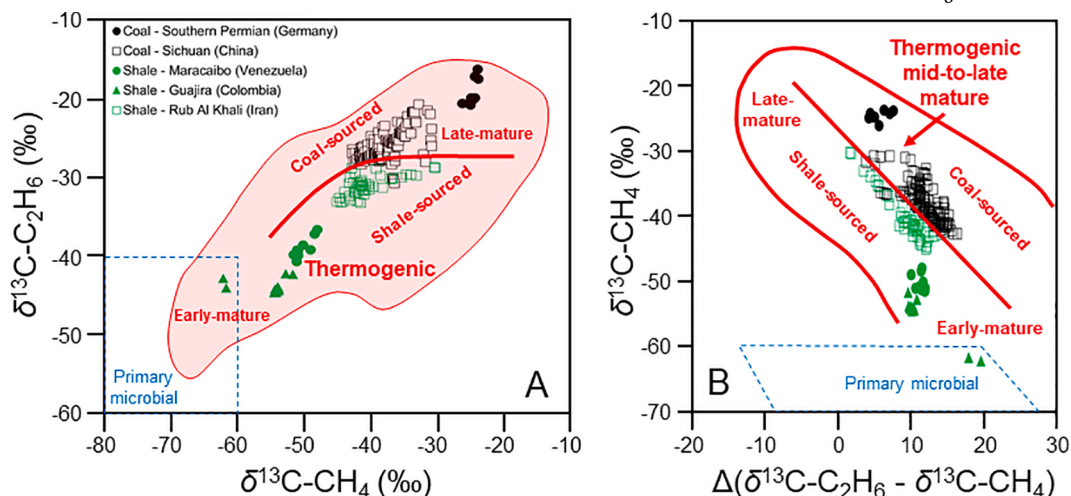 -10
-20
-30
-40
-50
-60
δ13C-C2H6 (‰)
● Coal - Southern Permian (Germany)
□ Coal - Sichuan (China)
● Shale - Maracaibo (Venezuela)
▲ Shale - Guajira (Colombia)
□ Shale - Rub Al Khali (Iran)
Coal-sourced
Late-mature
Shale-sourced
Thermogenic
Early-mature
Primary
microbial
A
-80 -70 -60 -50 -40 -30 -20 -10
δ13C-CH4 (‰)
-10
-20
-30
-40
-50
-60
-70
δ13C-CH4 (‰)
Thermogenic
mid-to-late
mature
Late-
mature
Shale-sourced
Coal-sourced
Early-mature
B
Primary microbial
-20 -10 0 10 20 30
Δ(δ13C-C2H6 - δ13C-CH4)